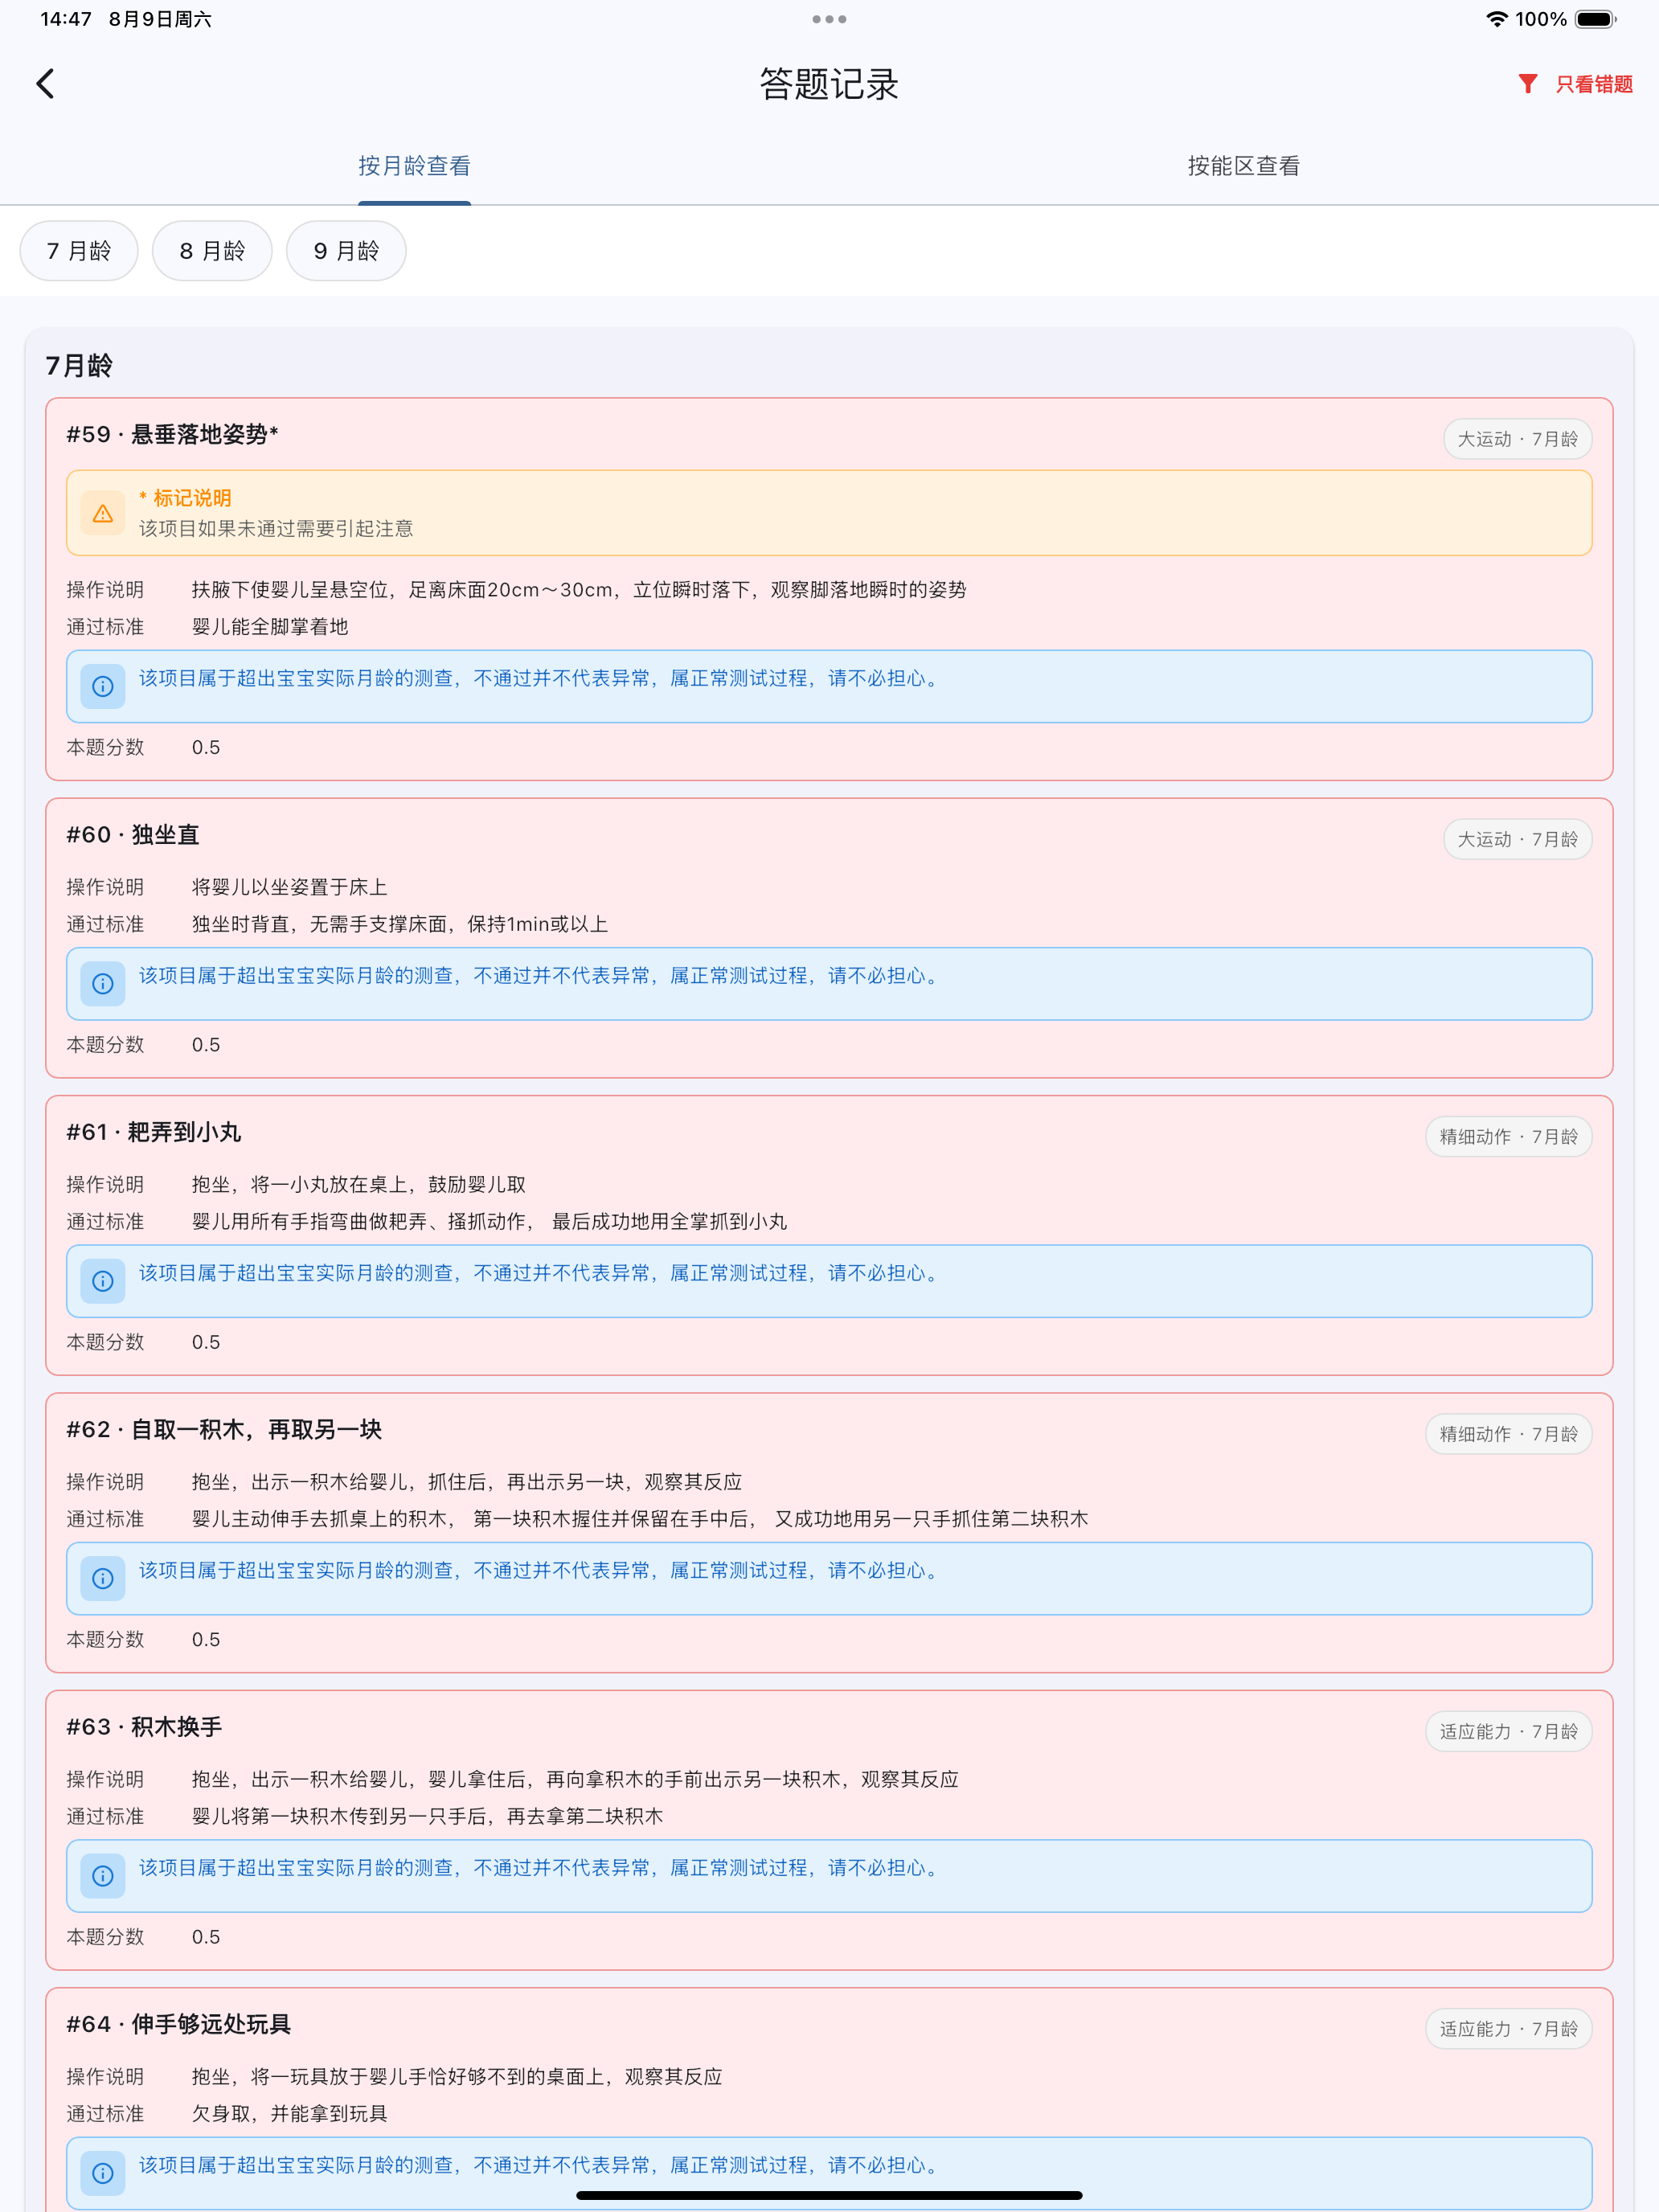 14:47 8月9日周六
100%
答题记录
只看错题
按月龄查看
按能区查看
7 月龄
8 月龄
9 月龄
7月龄
#59 · 悬垂落地姿势*
大运动 · 7月龄
* 标记说明
该项目如果未通过需要引起注意
操作说明 扶腋下使婴儿呈悬空位，足离床面20cm～30cm，立位瞬时落下，观察脚落地瞬时的姿势
通过标准 婴儿能全脚掌着地
该项目属于超出宝宝实际月龄的测查，不通过并不代表异常，属正常测试过程，请不必担心。
本题分数 0.5
#60 · 独坐直
大运动 · 7月龄
操作说明 将婴儿以坐姿置于床上
通过标准 独坐时背直，无需手支撑床面，保持1min或以上
该项目属于超出宝宝实际月龄的测查，不通过并不代表异常，属正常测试过程，请不必担心。
本题分数 0.5
#61 · 耙弄到小丸
精细动作 · 7月龄
操作说明 抱坐，将一小丸放在桌上，鼓励婴儿取
通过标准 婴儿用所有手指弯曲做耙弄、搔抓动作， 最后成功地用全掌抓到小丸
该项目属于超出宝宝实际月龄的测查，不通过并不代表异常，属正常测试过程，请不必担心。
本题分数 0.5
#62 · 自取一积木，再取另一块
精细动作 · 7月龄
操作说明 抱坐，出示一积木给婴儿，抓住后，再出示另一块，观察其反应
通过标准 婴儿主动伸手去抓桌上的积木， 第一块积木握住并保留在手中后， 又成功地用另一只手抓住第二块积木
该项目属于超出宝宝实际月龄的测查，不通过并不代表异常，属正常测试过程，请不必担心。
本题分数 0.5
#63 · 积木换手
适应能力 · 7月龄
操作说明 抱坐，出示一积木给婴儿，婴儿拿住后，再向拿积木的手前出示另一块积木，观察其反应
通过标准 婴儿将第一块积木传到另一只手后，再去拿第二块积木
该项目属于超出宝宝实际月龄的测查，不通过并不代表异常，属正常测试过程，请不必担心。
本题分数 0.5
#64 · 伸手够远处玩具
适应能力 · 7月龄
操作说明 抱坐，将一玩具放于婴儿手恰好够不到的桌面上，观察其反应
通过标准 欠身取，并能拿到玩具
该项目属于超出宝宝实际月龄的测查，不通过并不代表异常，属正常测试过程，请不必担心。